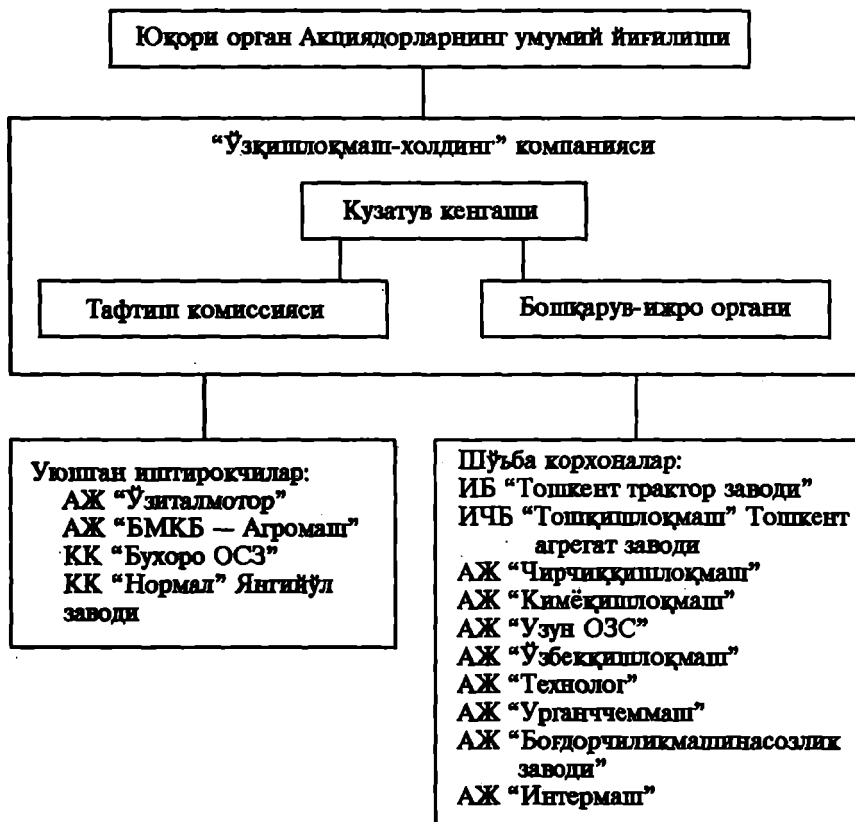 Юқори орган Акциядорларнинг умумий йиғилиши
“Ўзқишлоқмаш-холдинг” компанияси
Кузатув кенгаши
Тафтиш комиссияси
Бошқарув-ижро органи
Уюшган иштирокчилар:
АЖ “Ўзиталмотор”
АЖ “БМКБ — Агромаш”
КК “Бухоро ОСЗ”
КК “Нормал” Янгийўл
заводи
Шўъба корхоналар:
ИБ “Тошкент трактор заводи”
ИЧБ “Тошқишлоқмаш” Тошкент
агрегат заводи
АЖ “Чирчиққишлоқмаш”
АЖ “Кимёқишлоқмаш”
АЖ “Узун ОЗС”
АЖ “Ўзбекқишлоқмаш”
АЖ “Технолог”
АЖ “Урганччеммаш”
АЖ “Боғдорчиликмашинасозлик
заводи”
АЖ “Интермаш”